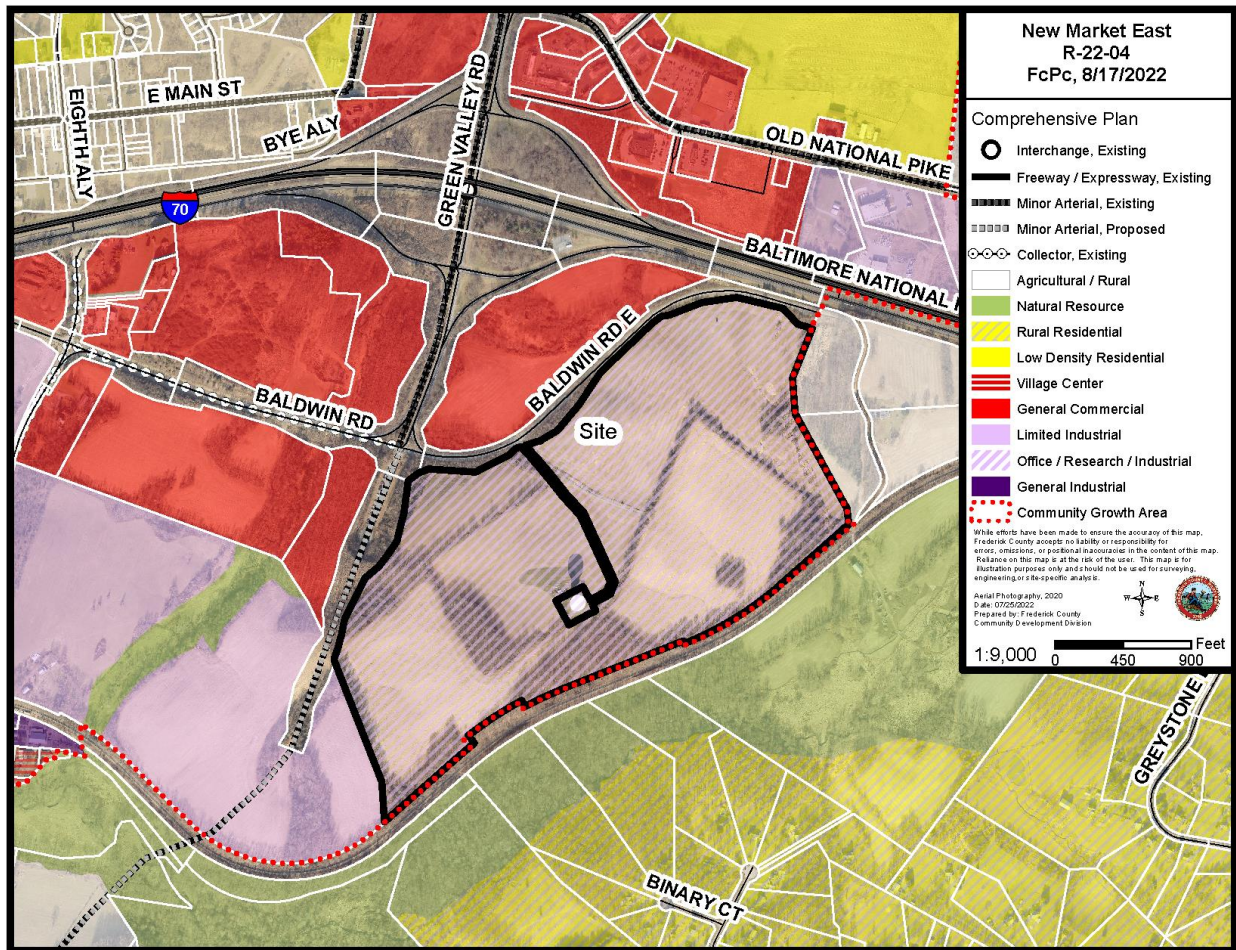 New Market East
R-22-04
FcPc, 8/17/2022
Comprehensive Plan
Interchange, Existing
Freeway / Expressway, Existing
Minor Arterial, Existing
Minor Arterial, Proposed
Collector, Existing
Agricultural / Rural
Natural Resource
Rural Residential
Low Density Residential
Village Center
General Commercial
Limited Industrial
Office / Research / Industrial
General Industrial
Community Growth Area
While efforts have been made to ensure the accuracy of this map,
Frederick County accepts no liability or responsibility for
errors, omissions, or positional inaccuracies in the content of this map.
Reliance on this map is at the risk of the user. This map is for
illustration purposes only and should not be used for surveying,
engineering, or site-specific analysis.
Aerial Photography, 2020
Date: 07/25/2022
Prepared by: Frederick County
Community Development Division
N
W E
S
1:9,000
Feet
0 450 900
E MAIN ST
EIGHTH ALY
BYE ALY
GREEN VALLEY RD
OLD NATIONAL PIKE
70
BALTIMORE NATIONAL
BALDWIN RD E
BALDWIN RD
Site
GREYSTONE
BINARY CT